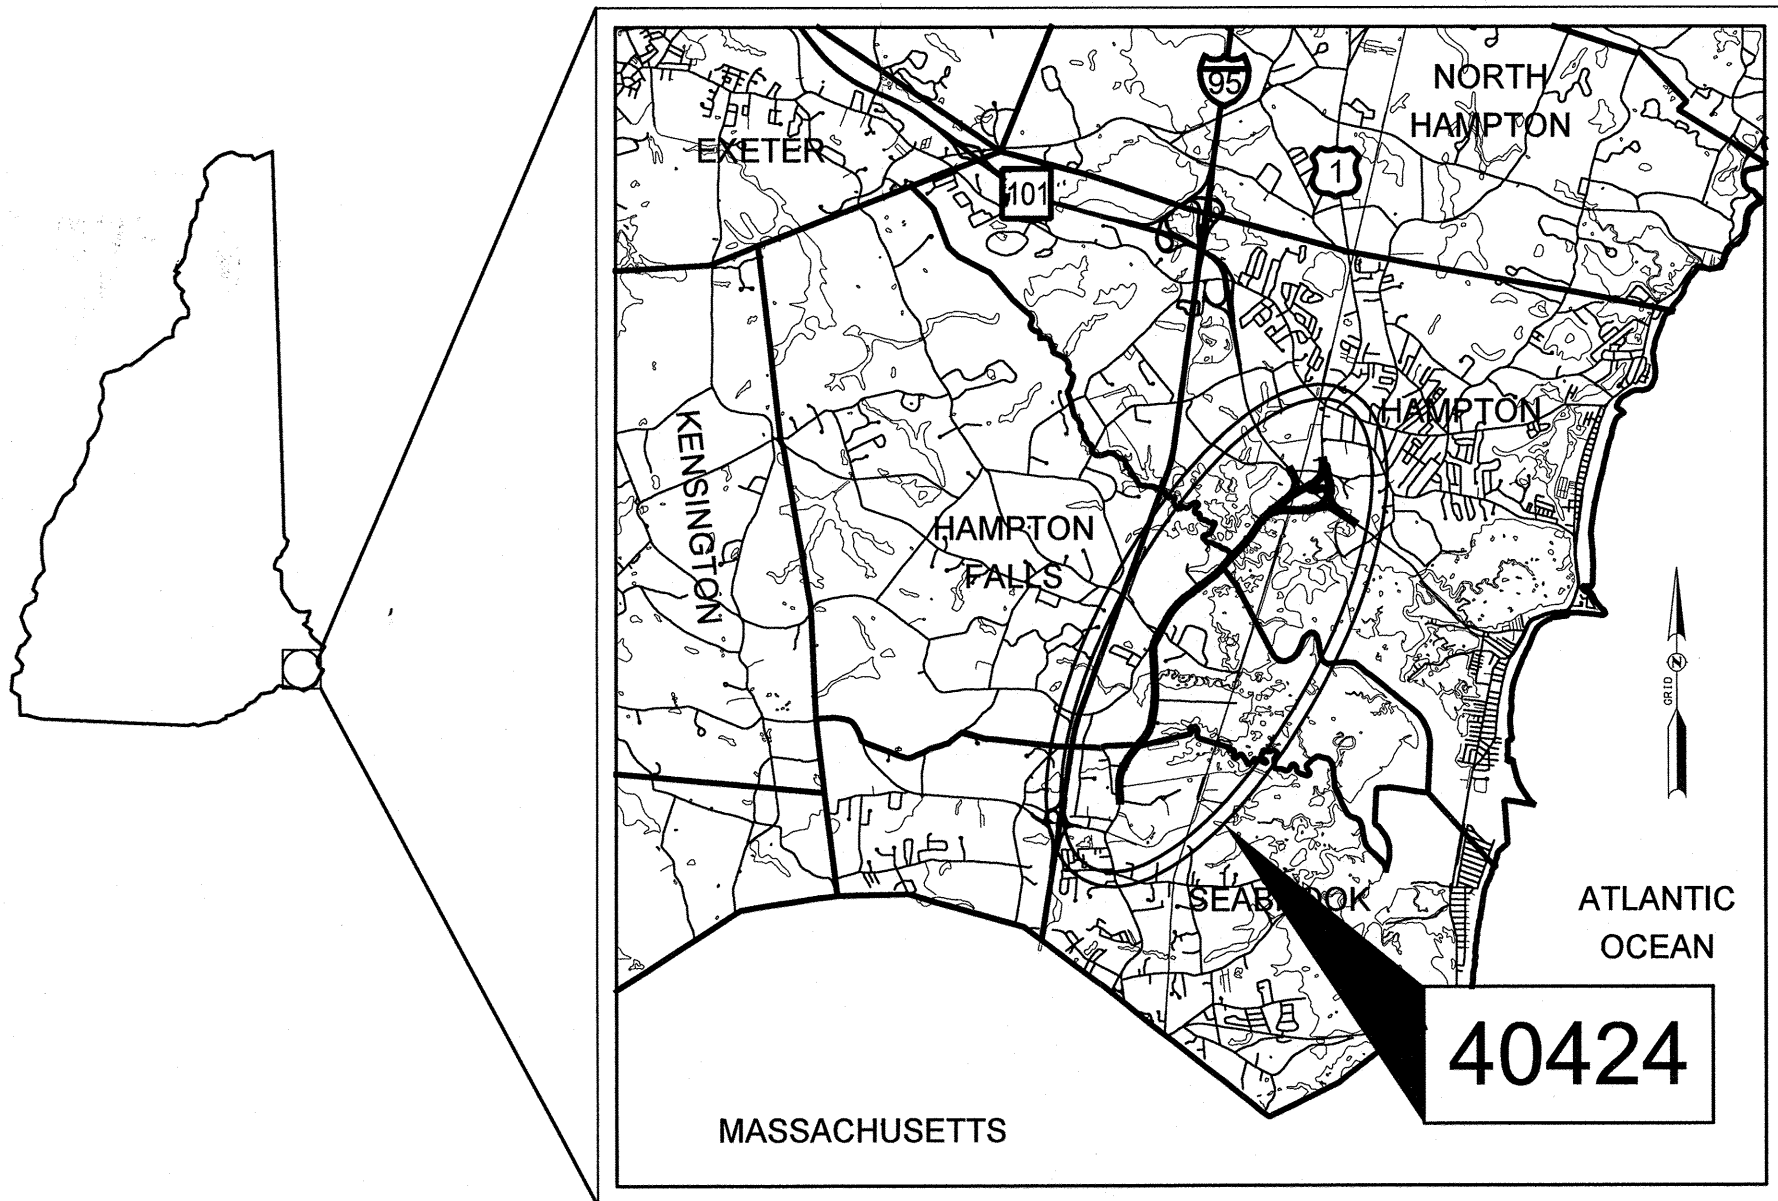 95
NORTH
HAMPTON
EXETER
1
101
HAMPTON
KENSINGTON
HAMPTON
FALLS
GRID
N
SEABROOK
ATLANTIC
OCEAN
40424
MASSACHUSETTS